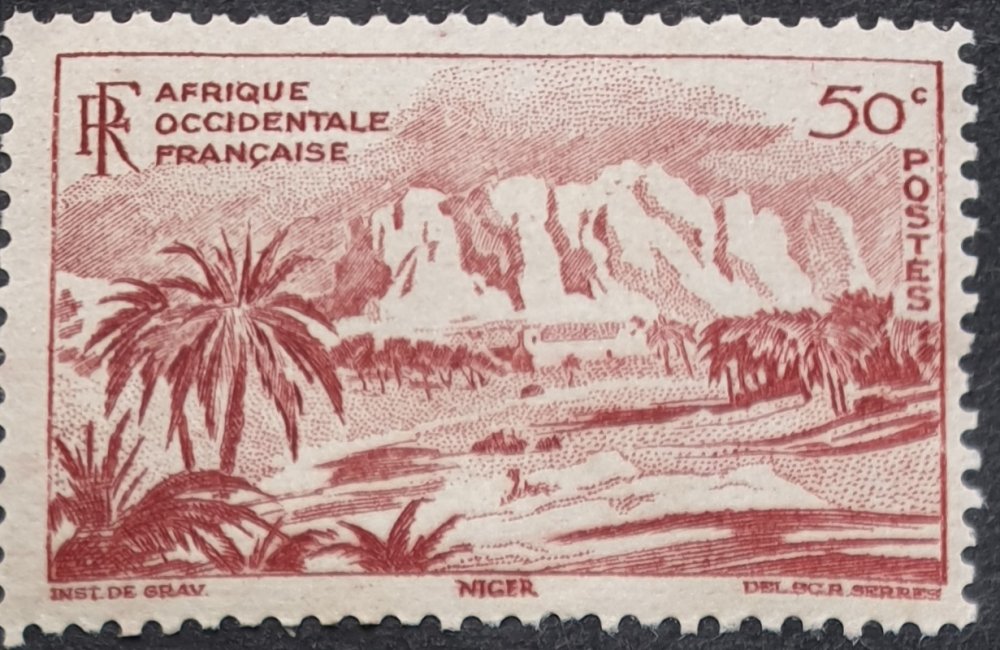 RF
AFRIQUE
OCCIDENTALE
FRANÇAISE
50c
POSTES
INST. DE GRAV.
NIGER
DEL. SC. R. SERRES